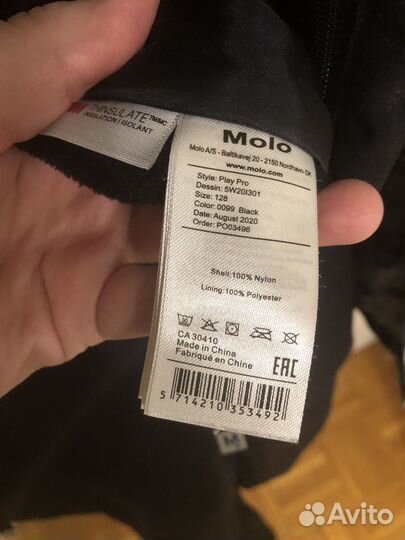 3M THINSULATE™MC
INSULATION | ISOLANT
Molo
Molo A/S - Baltikavej 20 - 2150 Nordhavn - DK
www.molo.com
Style: Play Pro
Dessin: 5W20I301
Size: 128
Color: 0099 Black
Date: August 2020
Order: PO03496
Shell:100% Nylon
Lining:100% Polyester
CA 30410
Made in China
Fabriqué en Chine
EAC
5 714210 353492
M
Avito